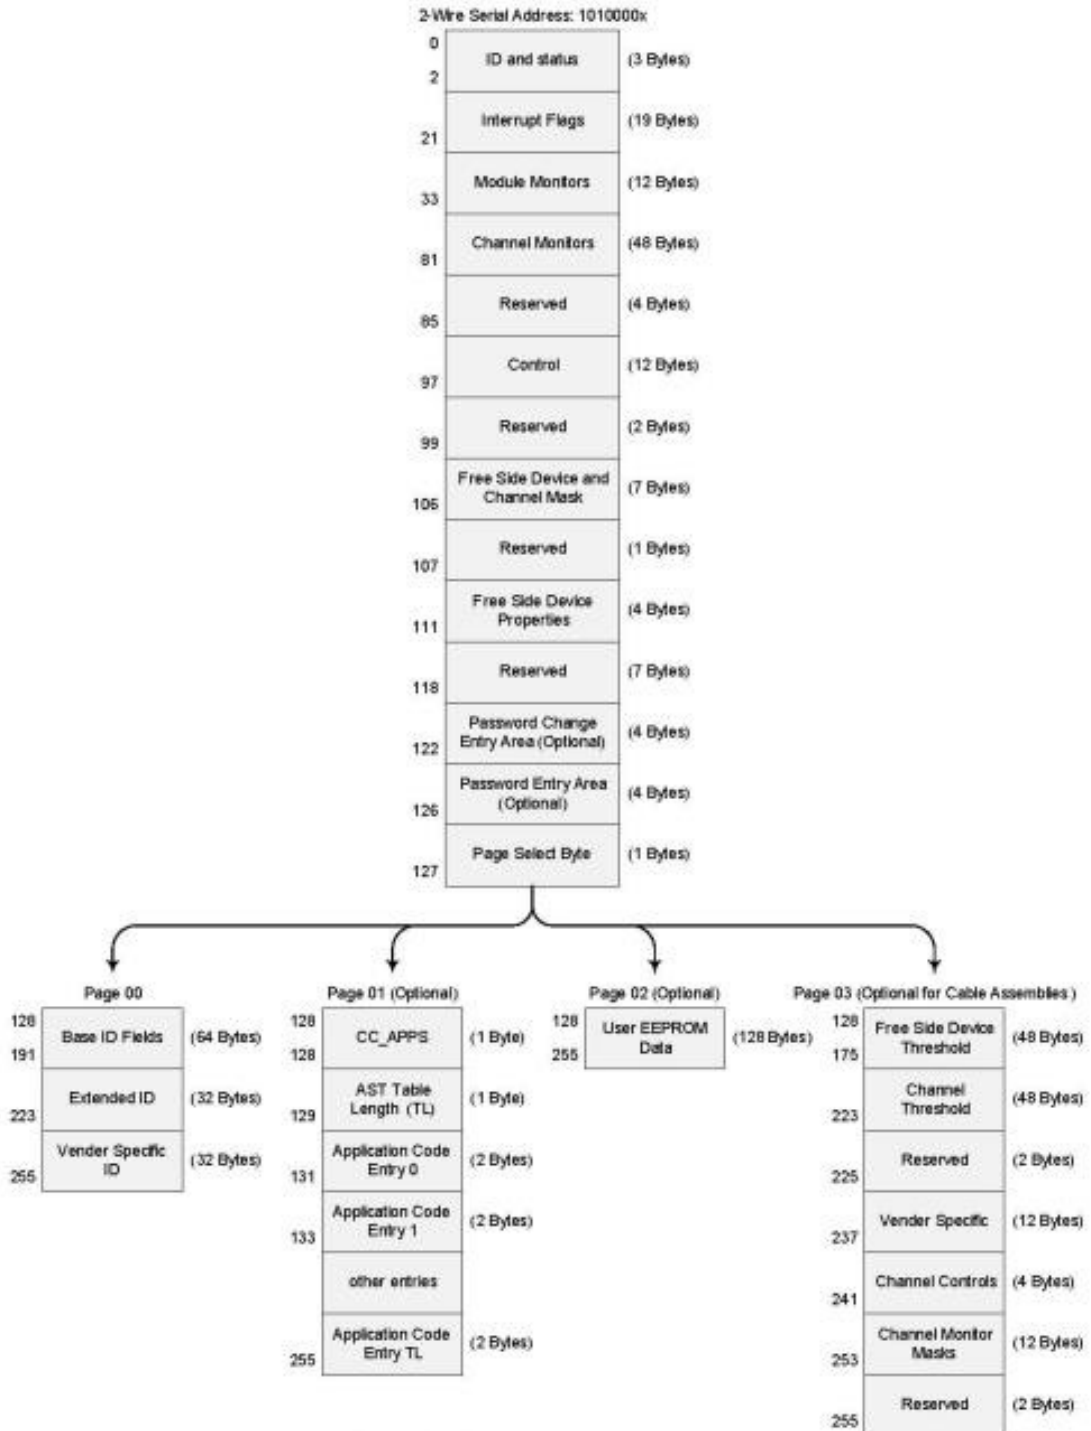 2-Wire Serial Address: 1010000x
0
ID and status (3 Bytes)
2
Interrupt Flags (19 Bytes)
21
Module Monitors (12 Bytes)
33
Channel Monitors (48 Bytes)
81
Reserved (4 Bytes)
85
Control (12 Bytes)
97
Reserved (2 Bytes)
99
Free Side Device and
Channel Mask
(7 Bytes)
106
Reserved (1 Bytes)
107
Free Side Device
Properties
(4 Bytes)
111
Reserved (7 Bytes)
118
Password Change
Entry Area (Optional)
(4 Bytes)
122
Password Entry Area
(Optional)
(4 Bytes)
126
Page Select Byte (1 Bytes)
127
Page 00
128
Base ID Fields (64 Bytes)
191
Extended ID (32 Bytes)
223
Vender Specific
ID
(32 Bytes)
255
Page 01 (Optional)
128
CC_APPS (1 Byte)
128
AST Table
Length (TL)
(1 Byte)
129
Application Code
Entry 0
(2 Bytes)
131
Application Code
Entry 1
(2 Bytes)
133
other entries
Application Code
Entry TL
(2 Bytes)
255
Page 02 (Optional)
128
User EEPROM
Data
(128 Bytes)
255
Page 03 (Optional for Cable Assemblies )
128
Free Side Device
Threshold
(48 Bytes)
175
Channel
Threshold
(48 Bytes)
223
Reserved (2 Bytes)
225
Vender Specific (12 Bytes)
237
Channel Controls (4 Bytes)
241
Channel Monitor
Masks
(12 Bytes)
253
Reserved (2 Bytes)
255